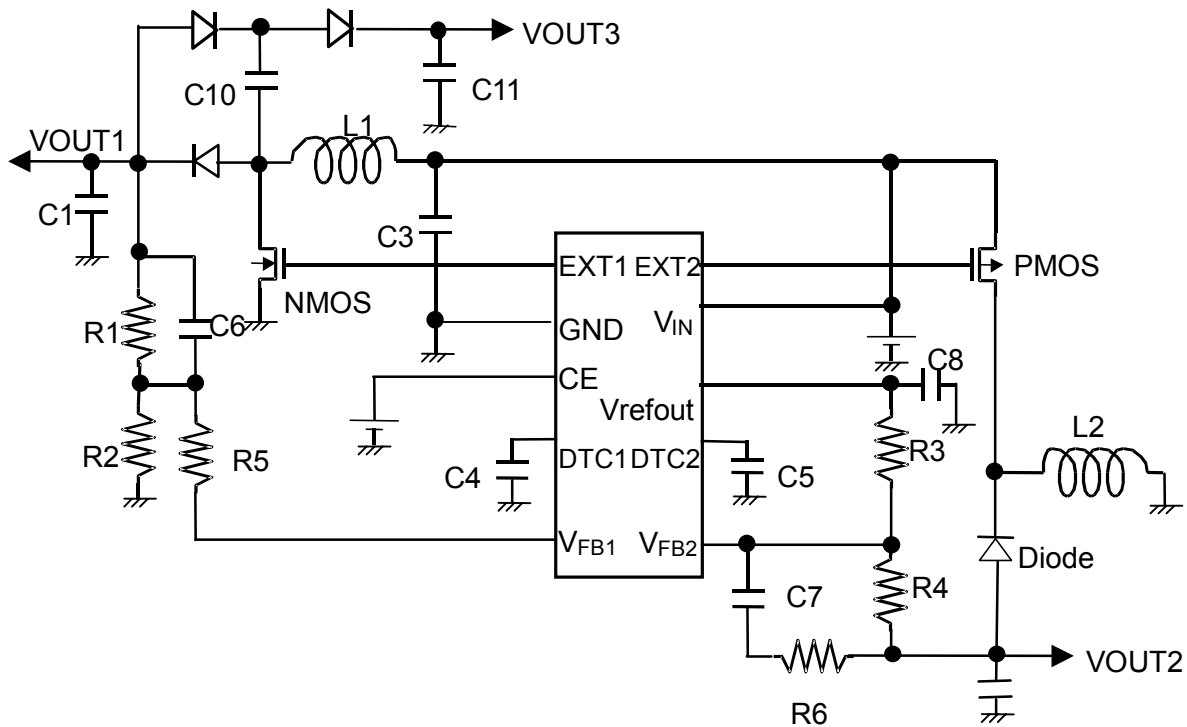 VOUT3
C10
C11
L1
VOUT1
C1
C3
EXT1
EXT2
PMOS
NMOS
R1
C6
GND
VIN
C8
CE
Vrefout
R2
R5
C4
DTC1
DTC2
C5
R3
L2
VFB1
VFB2
Diode
C7
R4
VOUT2
R6